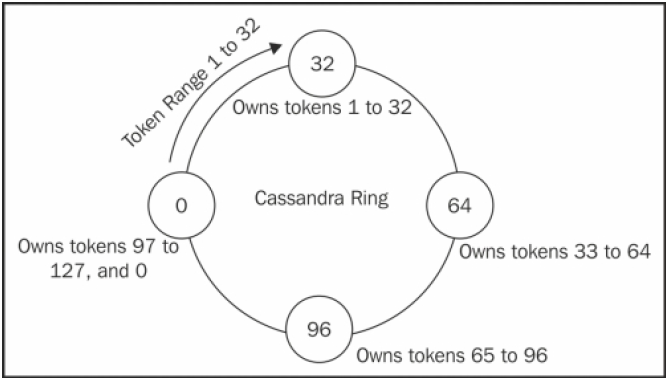 Token Range 1 to 32
32
Owns tokens 1 to 32
Cassandra Ring
0
64
Owns tokens 97 to
127, and 0
Owns tokens 33 to 64
96
Owns tokens 65 to 96